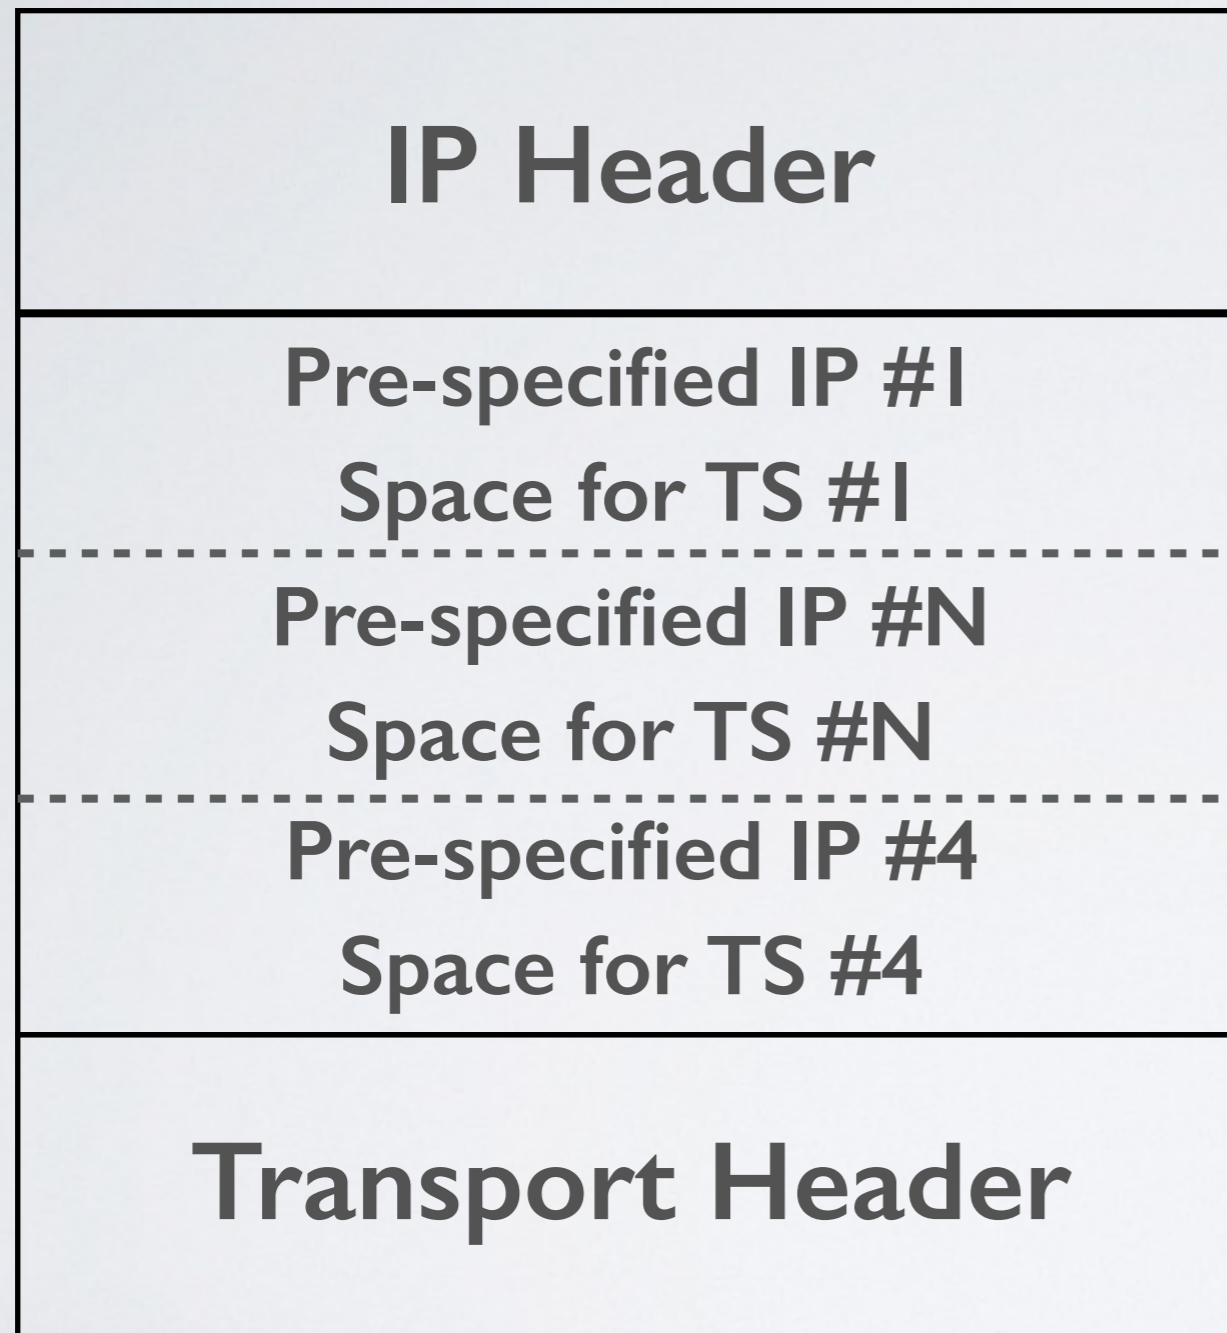 IP Header
Pre-specified IP #1
Space for TS #1
Pre-specified IP #N
Space for TS #N
Pre-specified IP #4
Space for TS #4
Transport Header